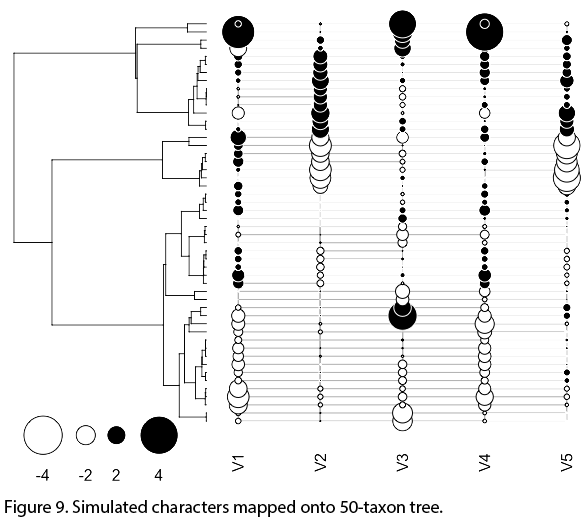 -4 -2 2 4
V1 V2 V3 V4 V5
Figure 9. Simulated characters mapped onto 50-taxon tree.